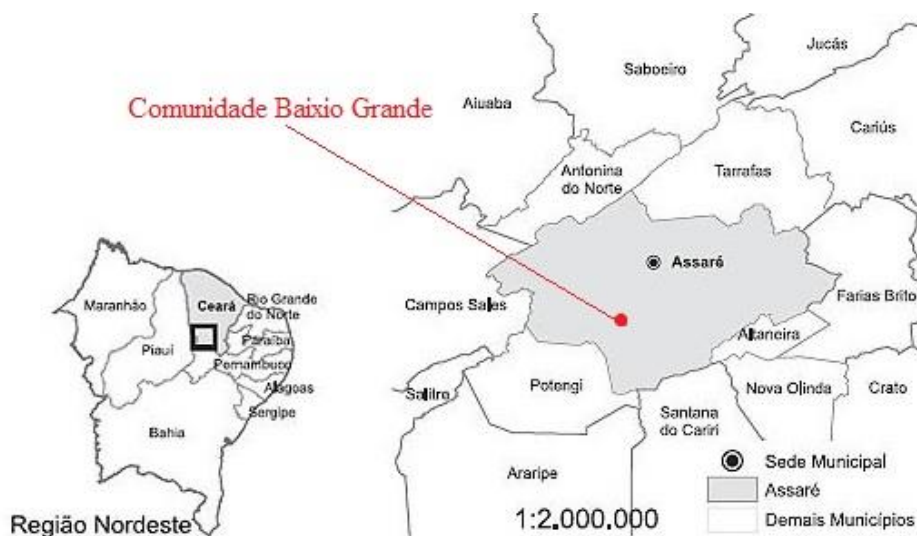 Jucás
Saboeiro
Aiuaba
Comunidade Baixio Grande
Cariús
Antonina
do Norte
Tarrafas
Assaré
Maranhão
Ceará
Rio Grande
do Norte
Campos Sales
Farias Brito
Altaneira
Piauí
Paraíba
Pernambuco
Alagoas
Sergipe
Bahia
Salitre
Potengi
Nova Olinda
Crato
Santana
do Cariri
Araripe
Sede Municipal
Assaré
Demais Municípios
1:2.000.000
Região Nordeste